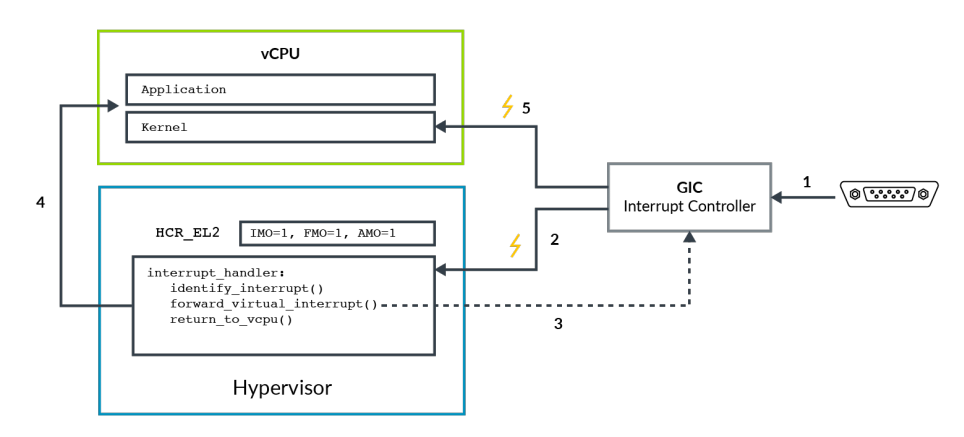 vCPU
Application
Kernel
5
4
GIC
Interrupt Controller
1
HCR_EL2
IMO=1, FMO=1, AMO=1
2
interrupt_handler:
identify_interrupt()
forward_virtual_interrupt()
return_to_vcpu()
3
Hypervisor